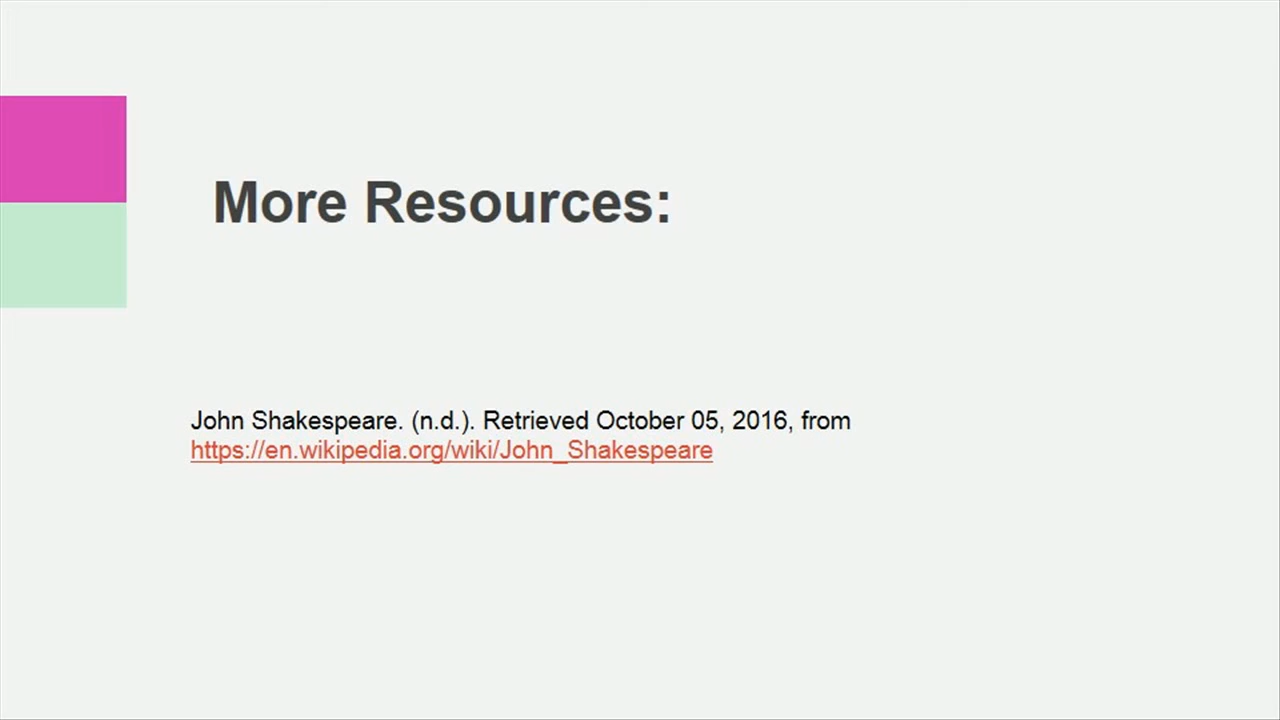 More Resources:
John Shakespeare. (n.d.). Retrieved October 05, 2016, from
https://en.wikipedia.org/wiki/John_Shakespeare